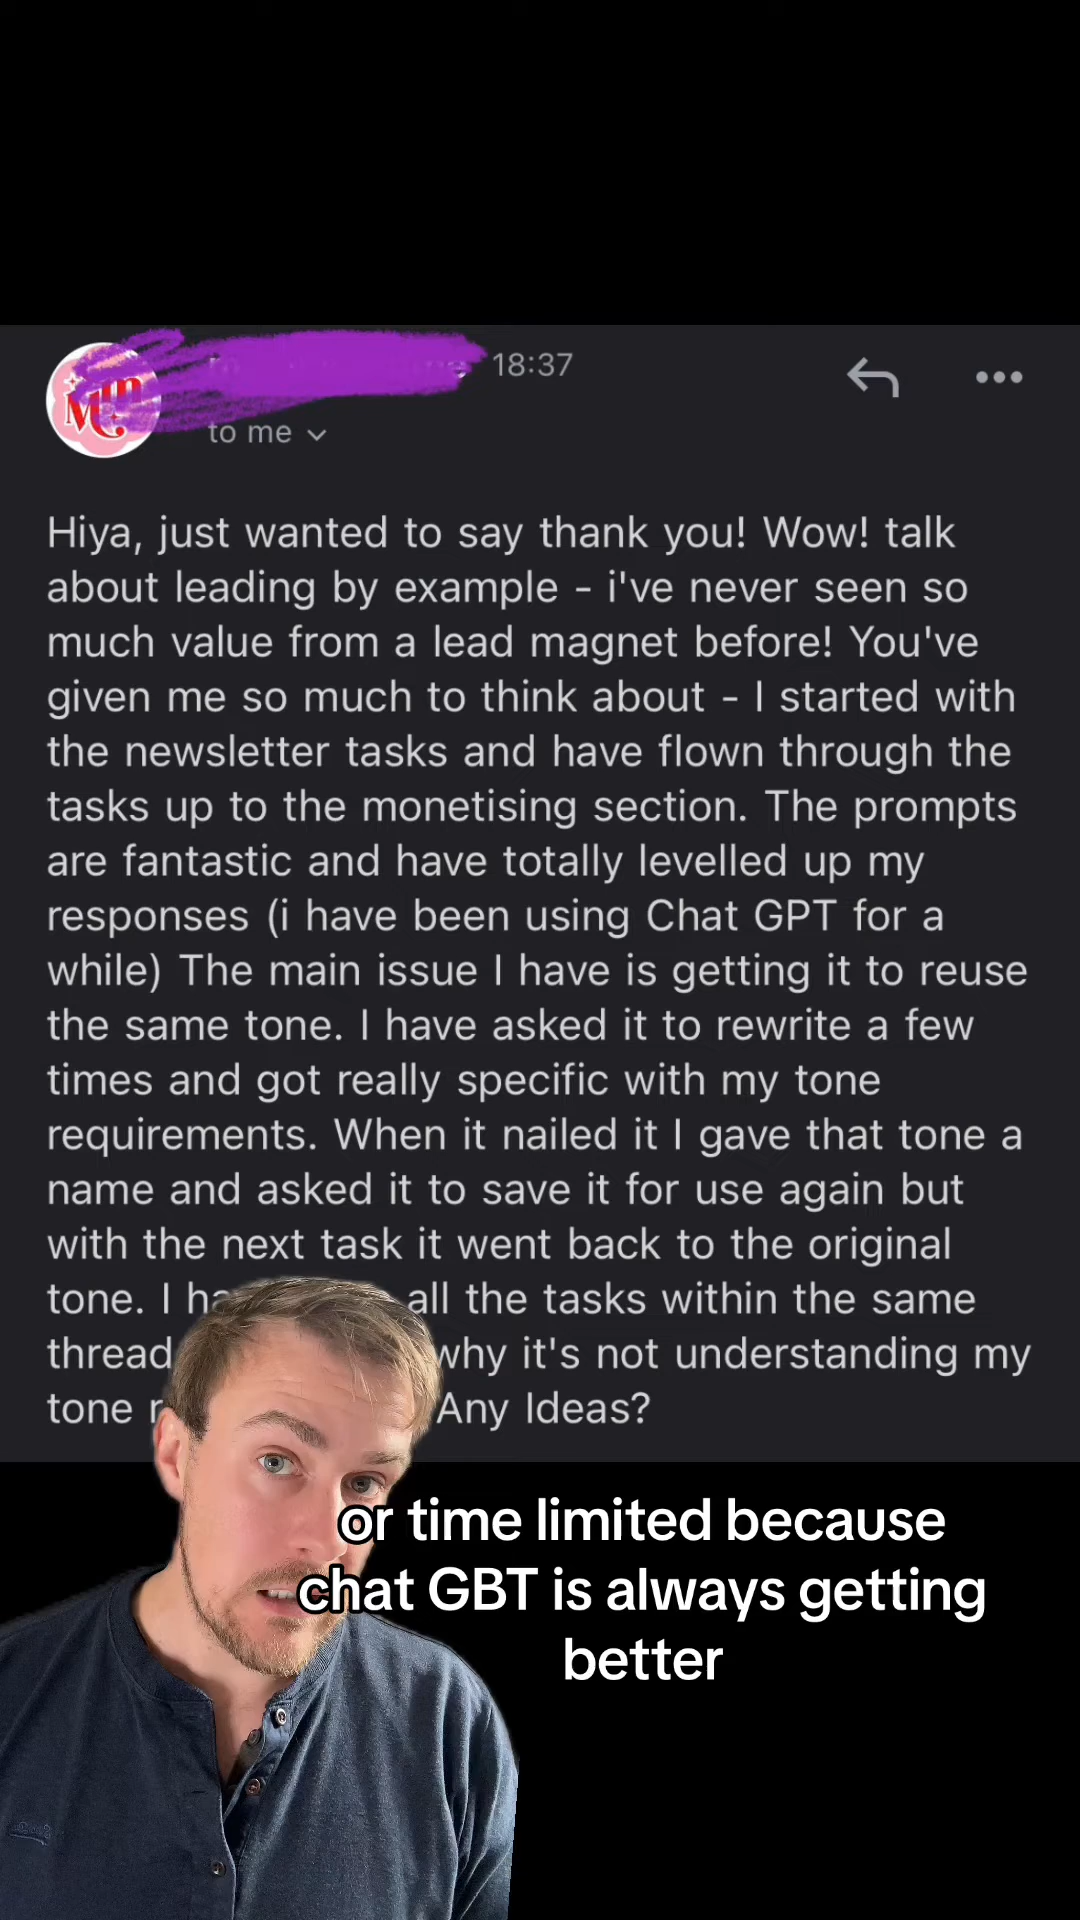 18:37
to me
Hiya, just wanted to say thank you! Wow! talk
about leading by example - i've never seen so
much value from a lead magnet before! You've
given me so much to think about - I started with
the newsletter tasks and have flown through the
tasks up to the monetising section. The prompts
are fantastic and have totally levelled up my
responses (i have been using Chat GPT for a
while) The main issue I have is getting it to reuse
the same tone. I have asked it to rewrite a few
times and got really specific with my tone
requirements. When it nailed it I gave that tone a
name and asked it to save it for use again but
with the next task it went back to the original
tone. I all the tasks within the same
thread why it's not understanding my
tone Any Ideas?
or time limited because
chat GBT is always getting
better